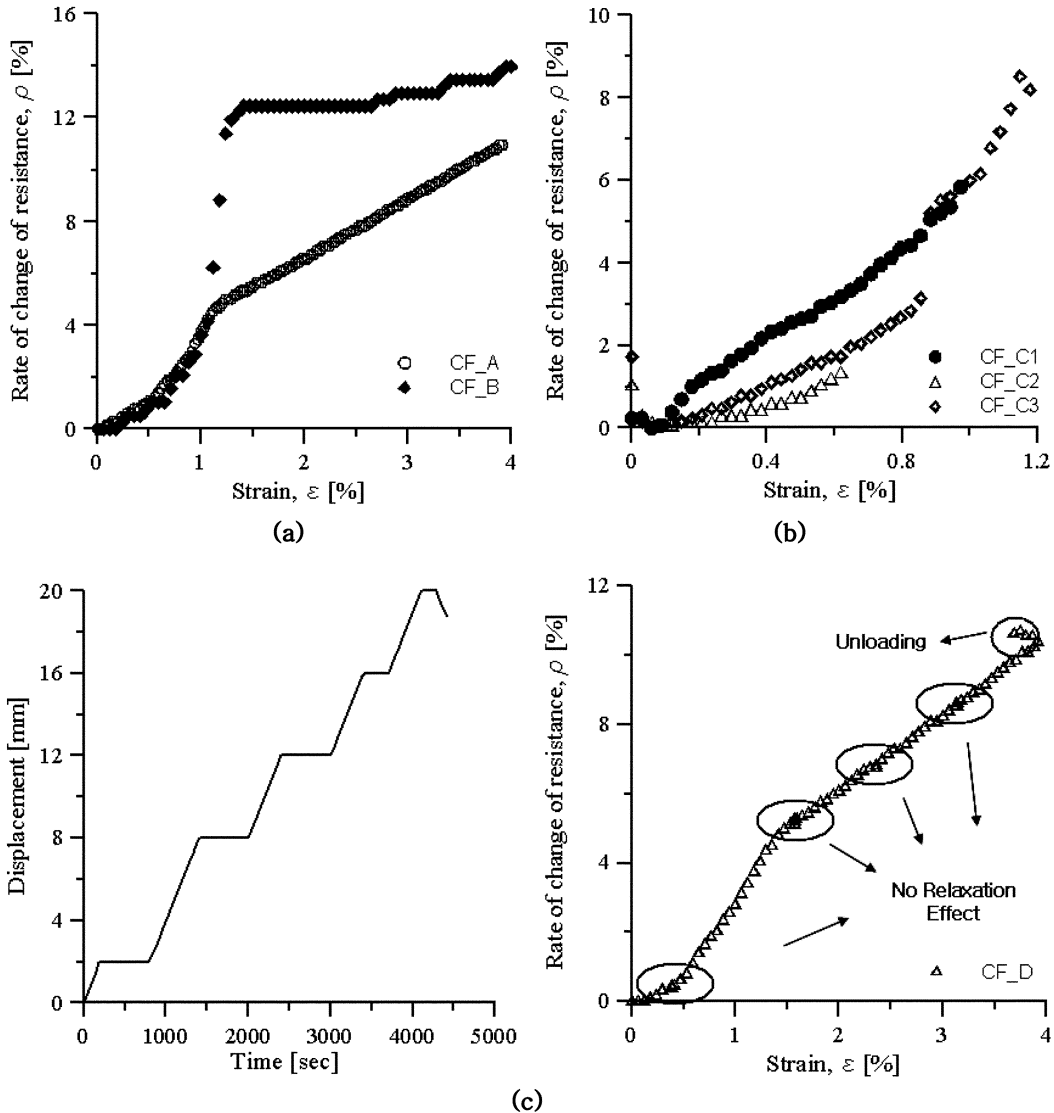 16
12
8
4
0
0 1 2 3 4
Rate of change of resistance, ρ [%]
Strain, ε [%]
CF_A
CF_B
(a)
10
8
6
4
2
0
0 0.4 0.8 1.2
Rate of change of resistance, ρ [%]
Strain, ε [%]
CF_C1
CF_C2
CF_C3
(b)
20
16
12
8
4
2
0
0 1000 2000 3000 4000 5000
Displacement [mm]
Time [sec]
12
8
4
0
0 1 2 3 4
Rate of change of resistance, ρ [%]
Strain, ε [%]
Unloading
No Relaxation
Effect
CF_D
(c)